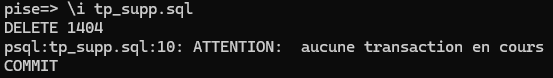 pise=> \i tp_supp.sql
DELETE 1404
psql:tp_supp.sql:10: ATTENTION:  aucune transaction en cours
COMMIT